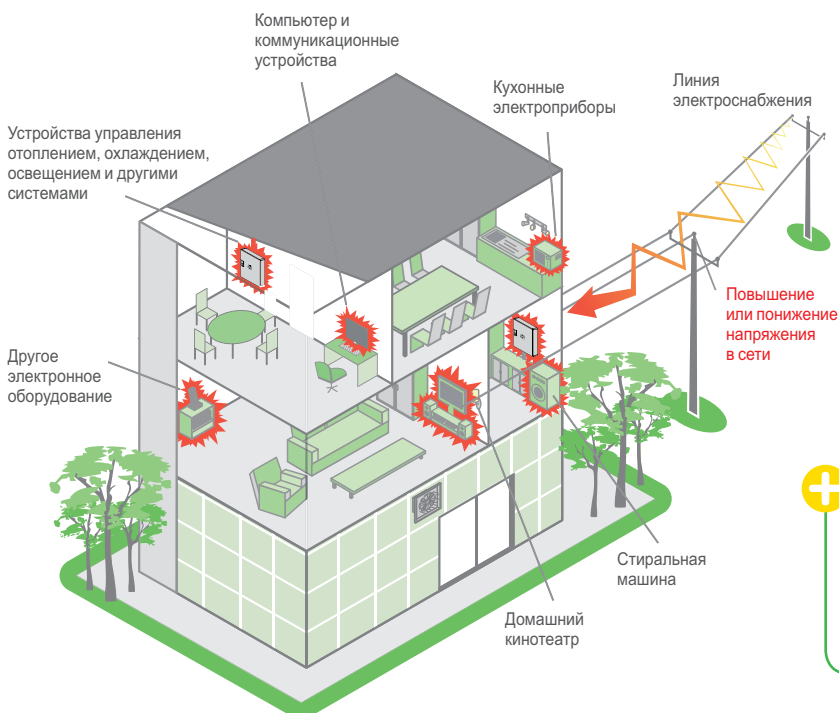 Компьютер и
коммуникационные
устройства
Кухонные
электроприборы
Линия
электроснабжения
Устройства управления
отоплением, охлаждением,
освещением и другими
системами
Повышение
или понижение
напряжения
в сети
Другое
электронное
оборудование
Стиральная
машина
Домашний
кинотеатр